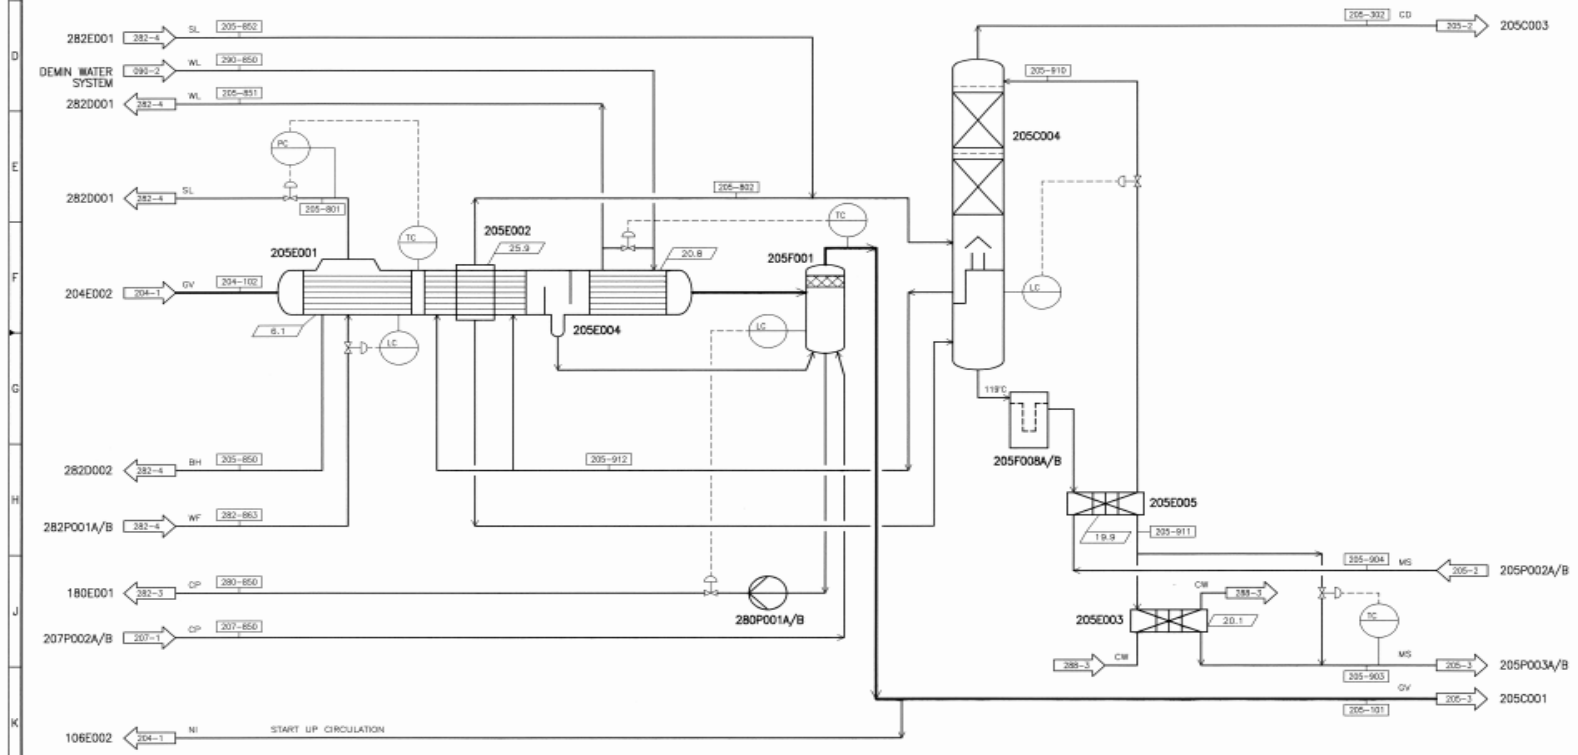 205-302 CD
205-2 205C003
282E001 282-4 SL 205-852
DEMIN WATER
SYSTEM
090-2 WL 290-850
205-910
D
282D001 282-4 WL 205-851
205C004
PC
E
282D001 282-4 SL
205-801
205-802
TC
TC
205E002
25.9
205E001
20.8
205F001
F
204E002 204-1 GV 204-102
LC
6.1
205E004
LC
LC
G
119°C
205F008A/B
282D002 282-4 BH 205-850
205-912
H
205E005
282P001A/B 282-4 WF 282-863
19.9
205-911
205-904 MS
205-2 205P002A/B
180E001 282-3 CP 280-850
CW 288-3
J
280P001A/B
205E003
20.1
TC
207P002A/B 207-1 CP 207-850
288-3 CW
MS
205-3 205P003A/B
205-903
GV
205-3 205C001
205-101
K
106E002 204-1 NI START UP CIRCULATION